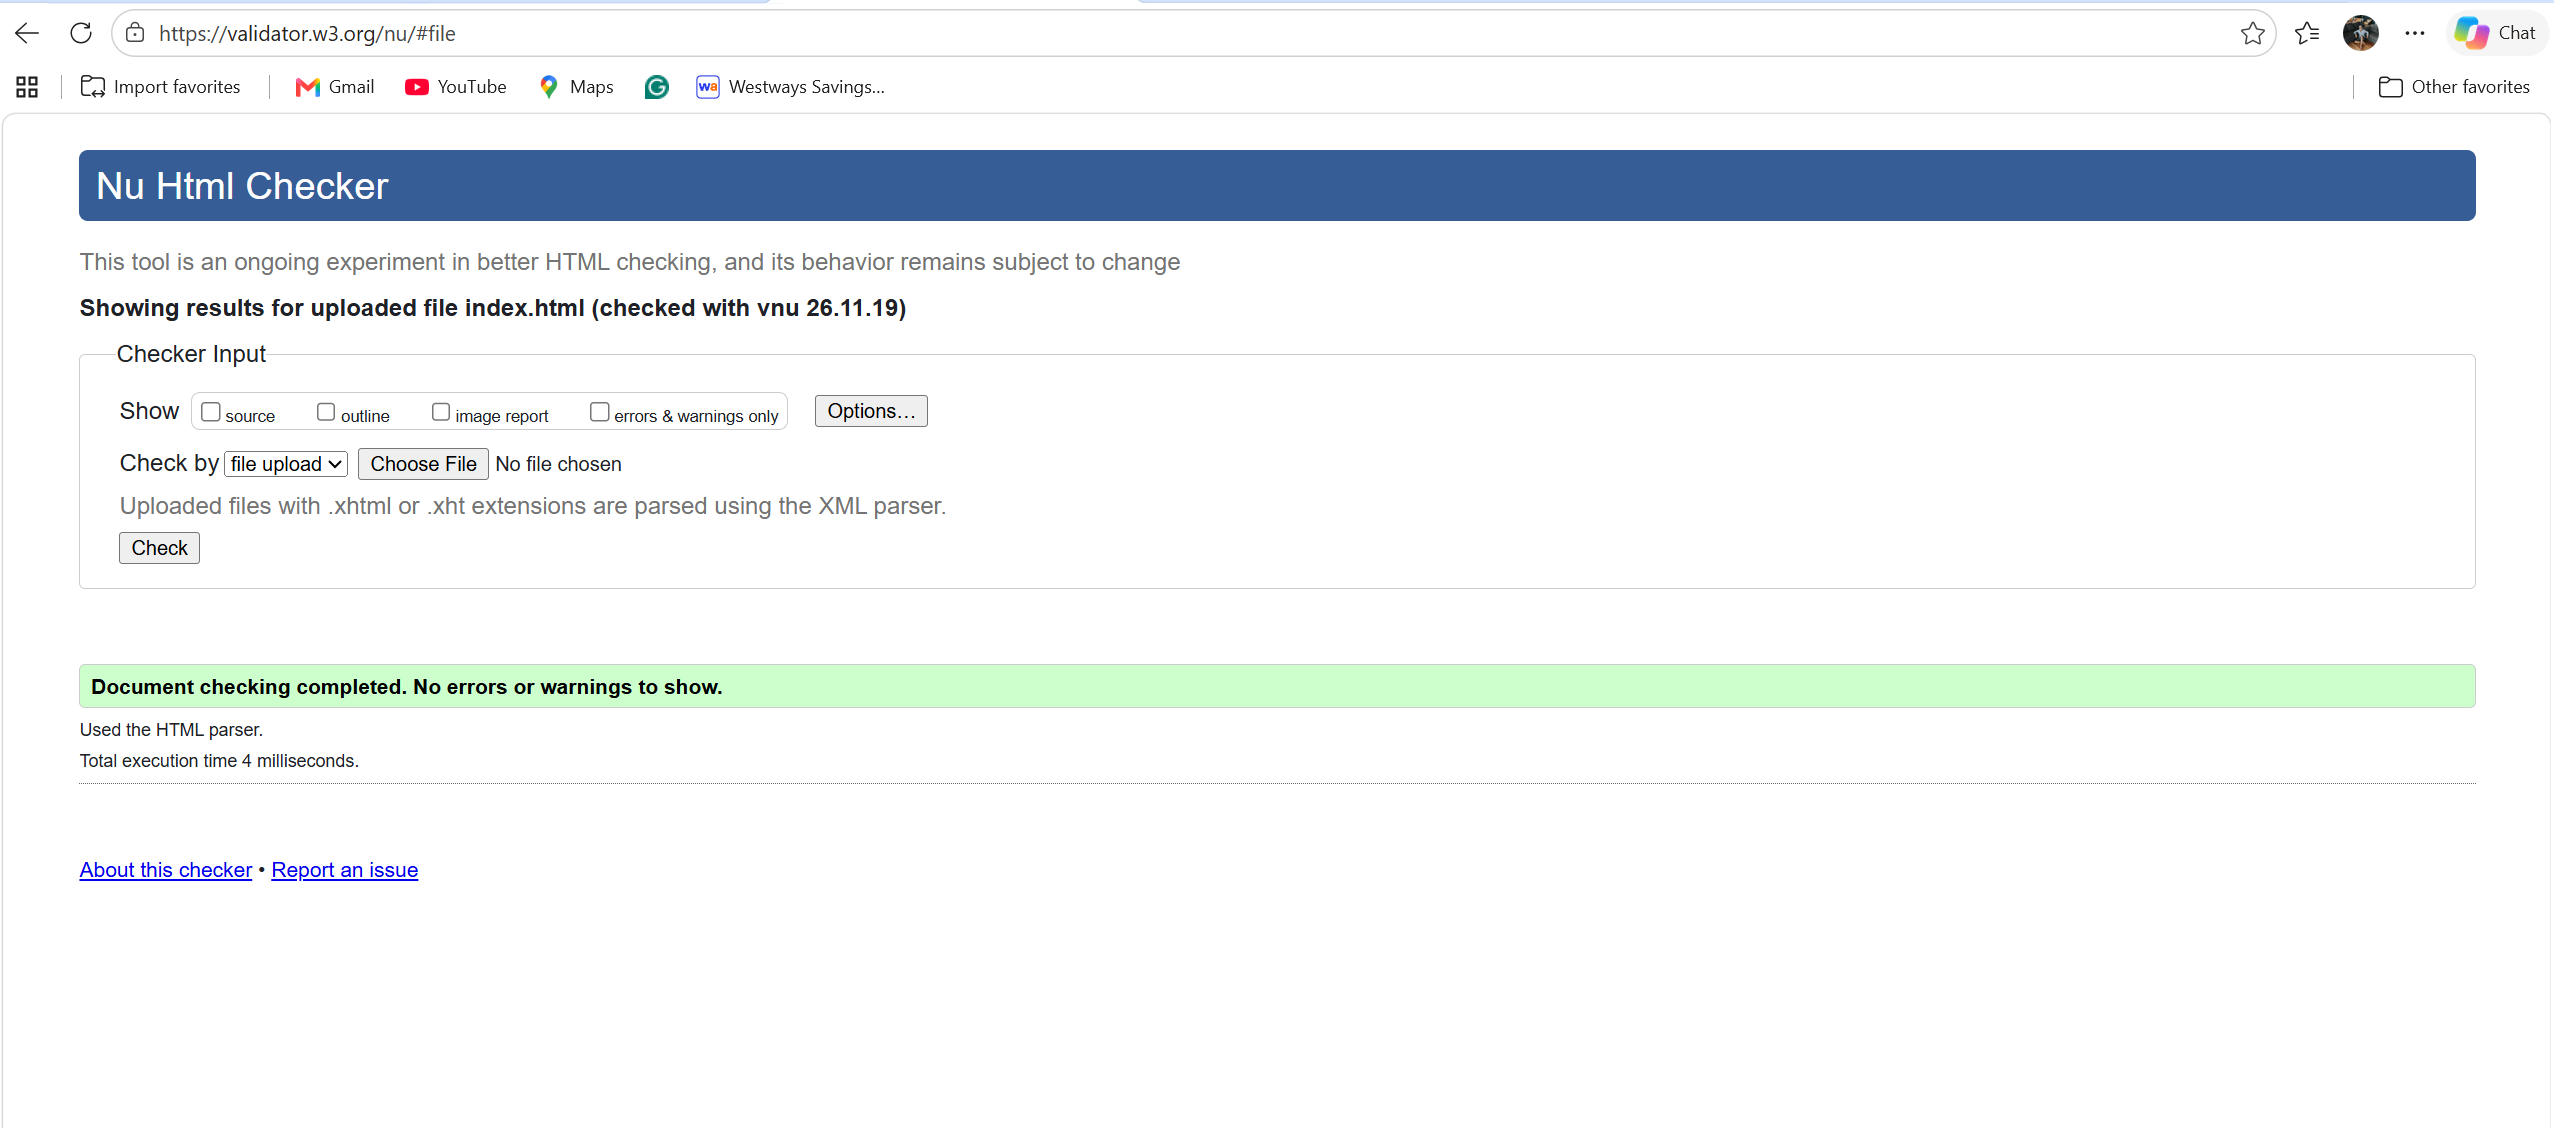 https://validator.w3.org/nu/#file
Chat
Import favorites
Gmail
YouTube
Maps
G
wa
Westways Savings...
Other favorites
Nu Html Checker
This tool is an ongoing experiment in better HTML checking, and its behavior remains subject to change
Showing results for uploaded file index.html (checked with vnu 26.11.19)
Checker Input
Show source outline image report errors & warnings only Options...
Check by file upload Choose File No file chosen
Uploaded files with .xhtml or .xht extensions are parsed using the XML parser.
Check
Document checking completed. No errors or warnings to show.
Used the HTML parser.
Total execution time 4 milliseconds.
About this checker • Report an issue